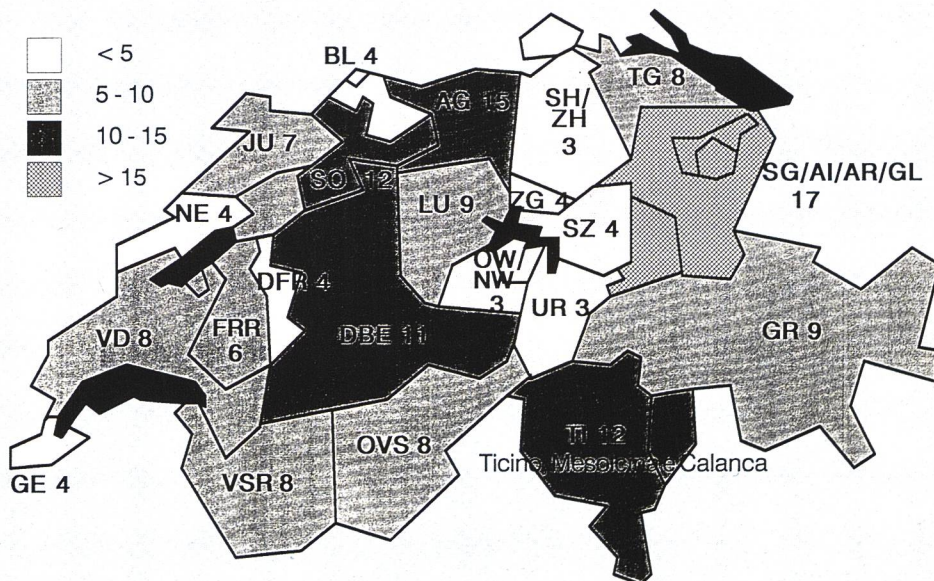 < 5
5 - 10
10 - 15
> 15
BL 4
AG 15
SH/
ZH
3
TG 8
JU 7
SO 12
SG/AI/AR/GL
17
NE 4
LU 9
ZG 4
SZ 4
OW/
NW
3
DFR 4
UR 3
VD 8
FRR
6
DBE 11
GR 9
TI 12
Ticino, Mesolcina e Calanca
OVS 8
VSR 8
GE 4